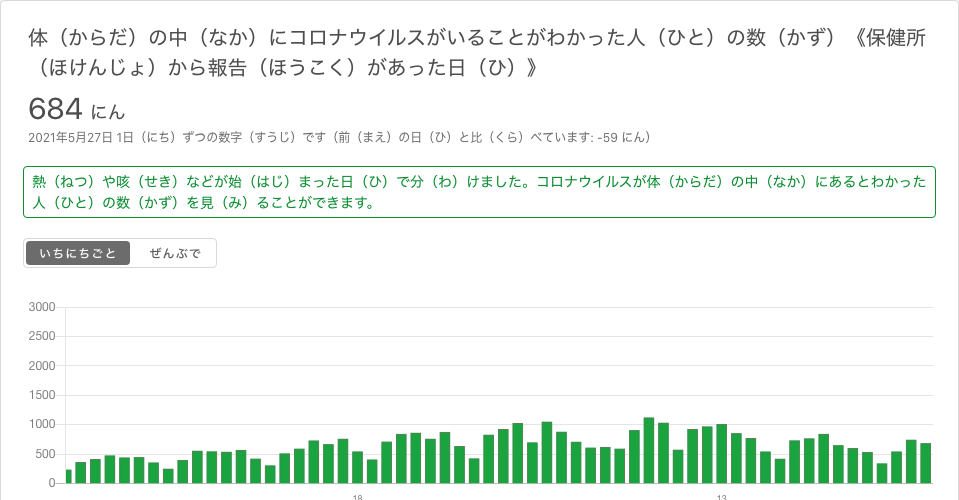 体（からだ）の中（なか）にコロナウイルスがいることがわかった人（ひと）の数（かず）《保健所
（ほけんじょ）から報告（ほうこく）があった日（ひ）》
684 にん
2021年5月27日 1日（にち）ずつの数字（すうじ）です（前（まえ）の日（ひ）と比（くら）べています: -59 にん）
熱（ねつ）や咳（せき）などが始（はじ）まった日（ひ）で分（わ）けました。コロナウイルスが体（からだ）の中（なか）にあるとわかった
人（ひと）の数（かず）を見（み）ることができます。
いちにちごと ぜんぶで
3000
2500
2000
1500
1000
500
0
18 13